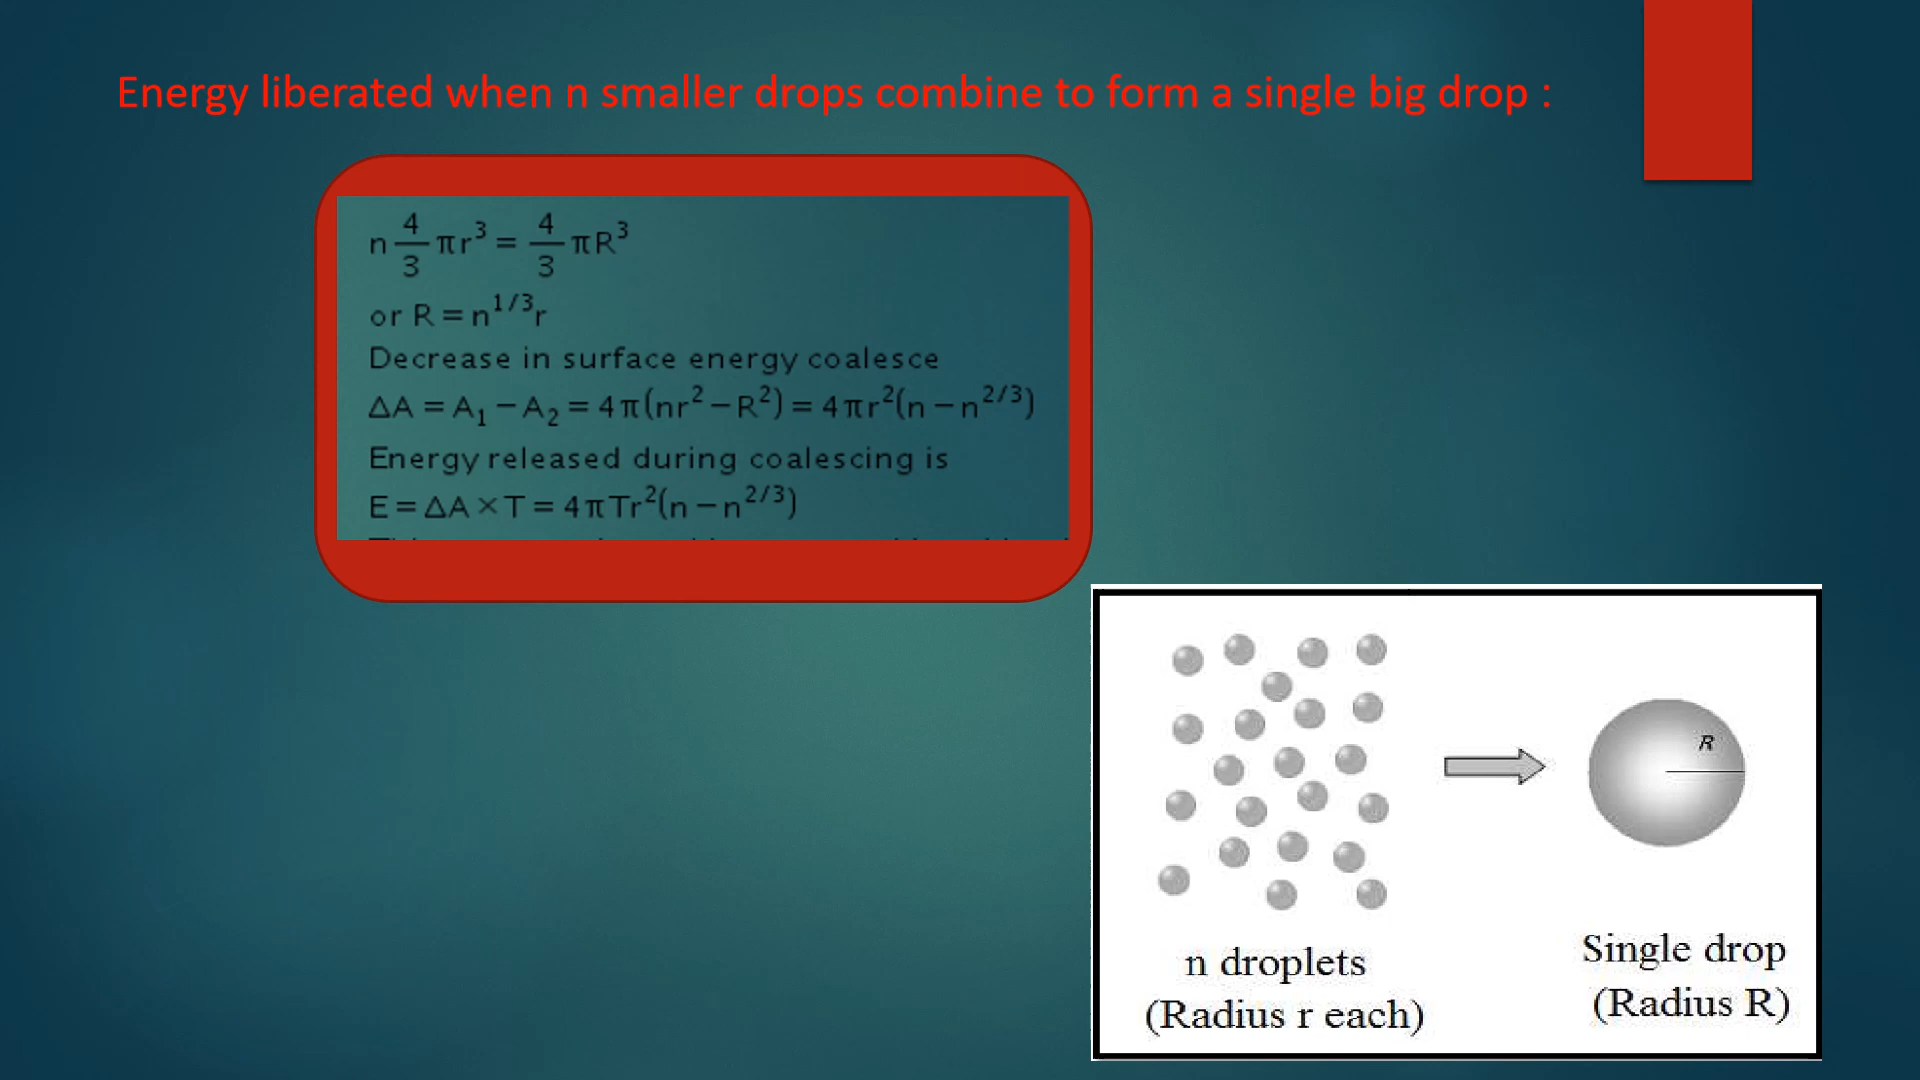 Energy liberated when n smaller drops combine to form a single big drop :
n 4/3 πr³ = 4/3 πR³
or R = n^{1/3}r
Decrease in surface energy coalesce
ΔA = A₁ − A₂ = 4π(nr² − R²) = 4πr²(n − n^{2/3})
Energy released during coalescing is
E = ΔA × T = 4πTr²(n − n^{2/3})
R
n droplets
(Radius r each)
Single drop
(Radius R)